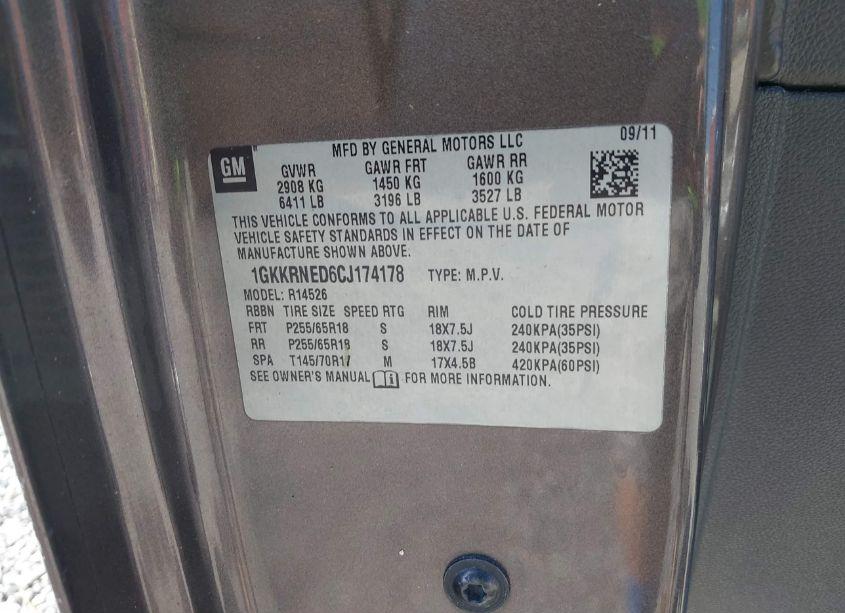 GM
MFD BY GENERAL MOTORS LLC 09/11
GVWR GAWR FRT GAWR RR
2908 KG 1450 KG 1600 KG
6411 LB 3196 LB 3527 LB
THIS VEHICLE CONFORMS TO ALL APPLICABLE U.S. FEDERAL MOTOR
VEHICLE SAFETY STANDARDS IN EFFECT ON THE DATE OF
MANUFACTURE SHOWN ABOVE.
1GKKRNED6CJ174178 TYPE: M.P.V.
MODEL: R14526
RBBN TIRE SIZE SPEED RTG RIM COLD TIRE PRESSURE
FRT P255/65R18 S 18X7.5J 240KPA(35PSI)
RR P255/65R18 S 18X7.5J 240KPA(35PSI)
SPA T145/70R17 M 17X4.5B 420KPA(60PSI)
SEE OWNER'S MANUAL FOR MORE INFORMATION.